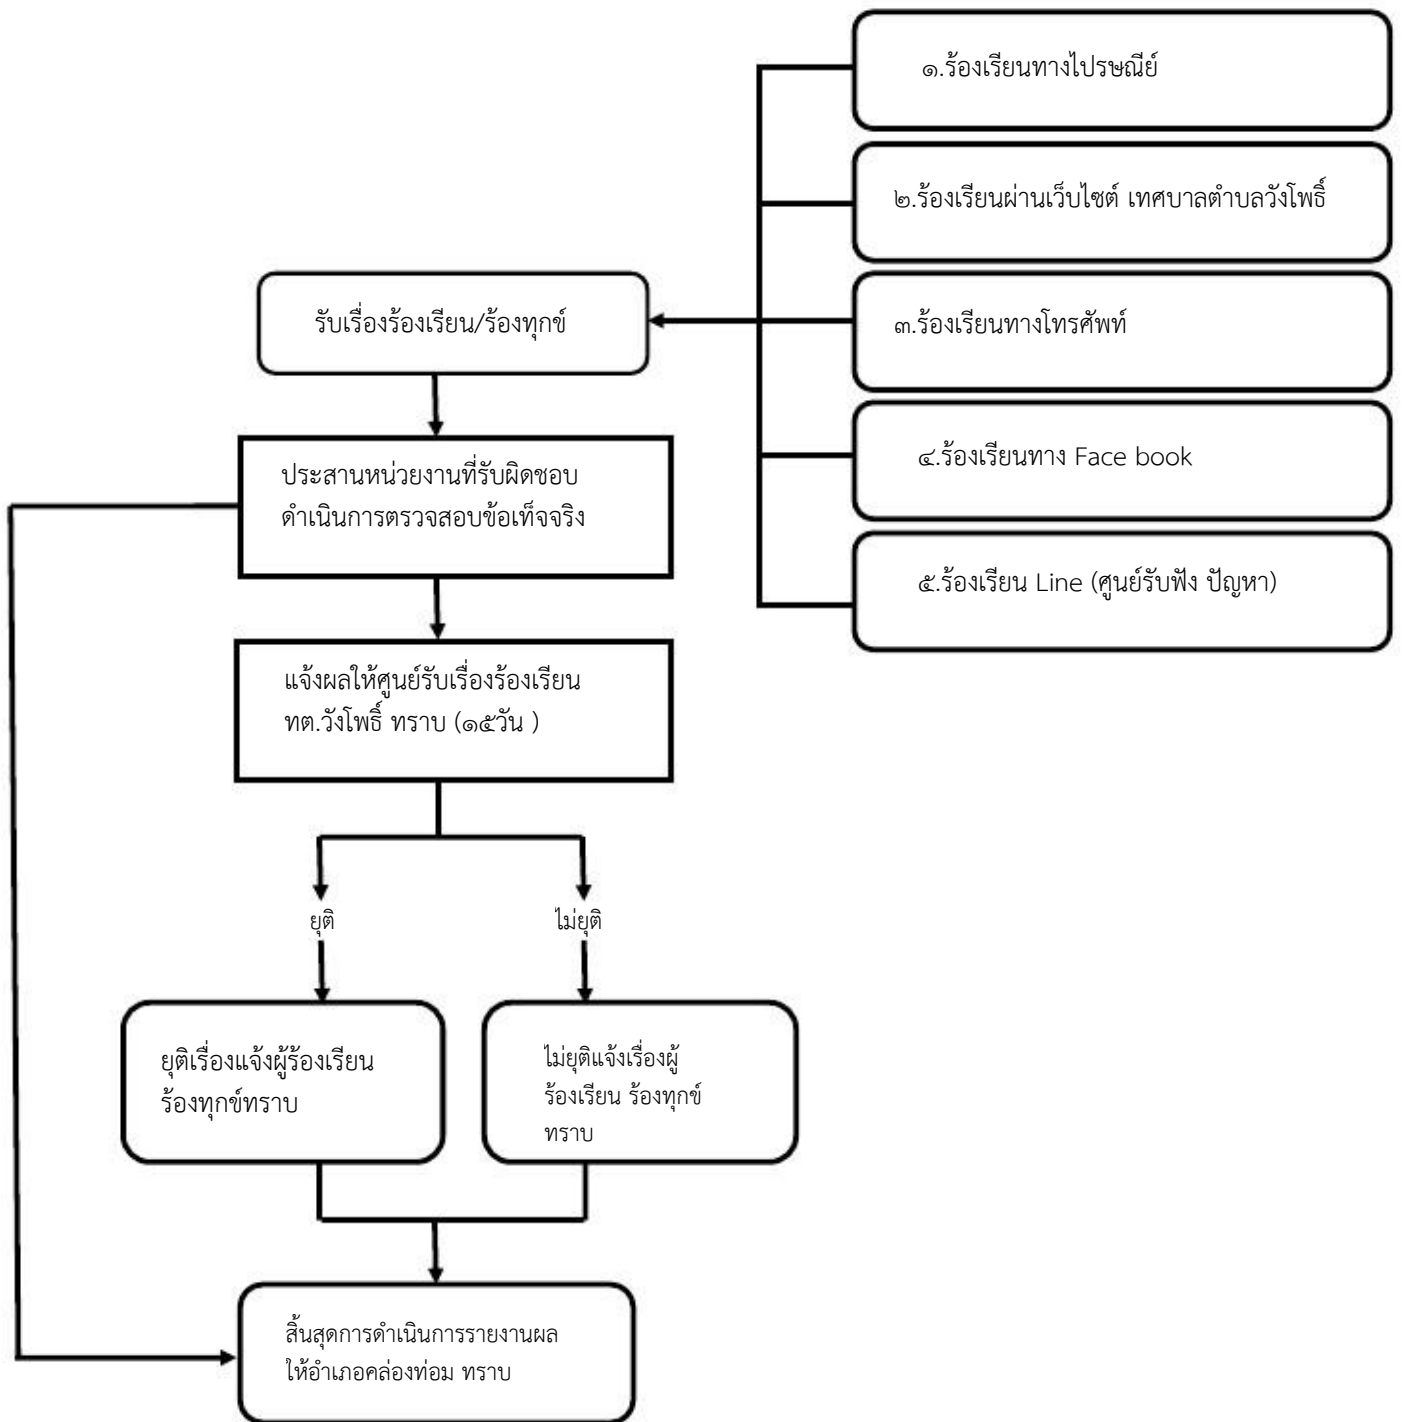 ๑.ร้องเรียนทางไปรษณีย์
๒.ร้องเรียนผ่านเว็บไซต์ เทศบาลตำบลวังโพธิ์
๓.ร้องเรียนทางโทรศัพท์
๔.ร้องเรียนทาง Face book
๕.ร้องเรียน Line (ศูนย์รับฟัง ปัญหา)
รับเรื่องร้องเรียน/ร้องทุกข์
ประสานหน่วยงานที่รับผิดชอบ
ดำเนินการตรวจสอบข้อเท็จจริง
แจ้งผลให้ศูนย์รับเรื่องร้องเรียน
ทต.วังโพธิ์ ทราบ (๑๕วัน )
ยุติ
ไม่ยุติ
ยุติเรื่องแจ้งผู้ร้องเรียน
ร้องทุกข์ทราบ
ไม่ยุติแจ้งเรื่องผู้
ร้องเรียน ร้องทุกข์
ทราบ
สิ้นสุดการดำเนินการรายงานผล
ให้อำเภอคล่องท่อม ทราบ